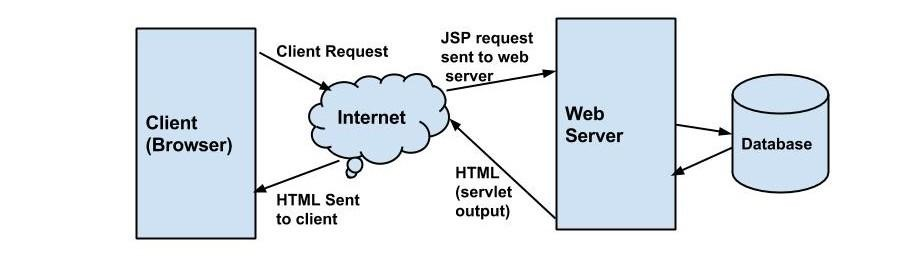 Client
(Browser)
Client Request
Internet
HTML Sent
to client
JSP request
sent to web
server
HTML
(servlet
output)
Web
Server
Database